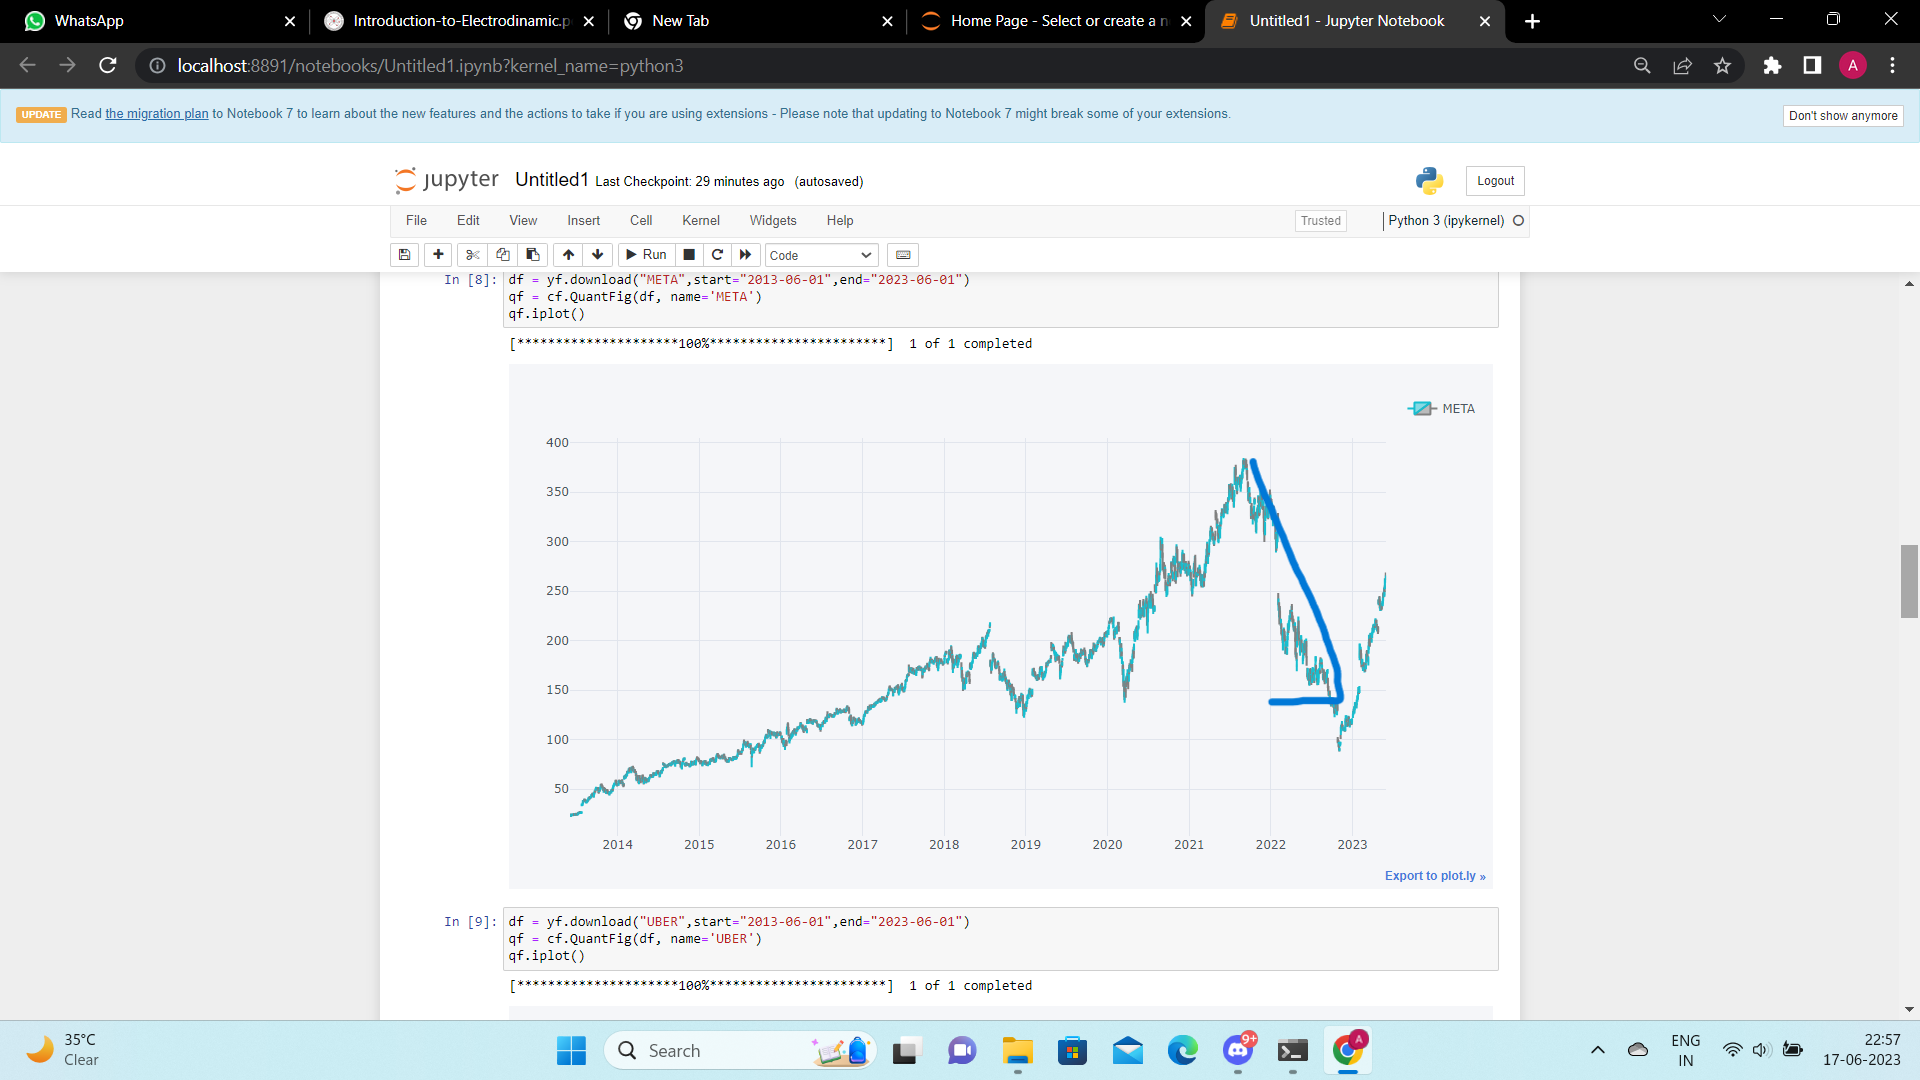 WhatsApp
Introduction-to-Electrodinamic.p
New Tab
Home Page - Select or create a n
Untitled1 - Jupyter Notebook
localhost:8891/notebooks/Untitled1.ipynb?kernel_name=python3
A
UPDATE Read the migration plan to Notebook 7 to learn about the new features and the actions to take if you are using extensions - Please note that updating to Notebook 7 might break some of your extensions.
Don't show anymore
jupyter Untitled1 Last Checkpoint: 29 minutes ago (autosaved)
Logout
File Edit View Insert Cell Kernel Widgets Help
Trusted
Python 3 (ipykernel)
Run
Code
In [8]: df = yf.download("META",start="2013-06-01",end="2023-06-01")
qf = cf.QuantFig(df, name='META')
qf.iplot()
[*********************100%***********************] 1 of 1 completed
META
400
350
300
250
200
150
100
50
2014 2015 2016 2017 2018 2019 2020 2021 2022 2023
Export to plot.ly »
In [9]: df = yf.download("UBER",start="2013-06-01",end="2023-06-01")
qf = cf.QuantFig(df, name='UBER')
qf.iplot()
[*********************100%***********************] 1 of 1 completed
35°C
Clear
Search
9+
A
ENG
IN
22:57
17-06-2023